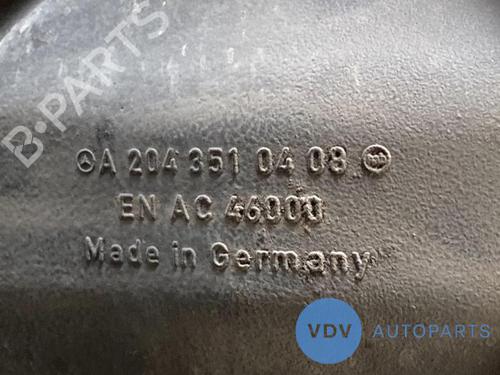 B-PARTS
A 204 351 04 08
EN AC 46000
Made in Germany
VDV AUTOPARTS